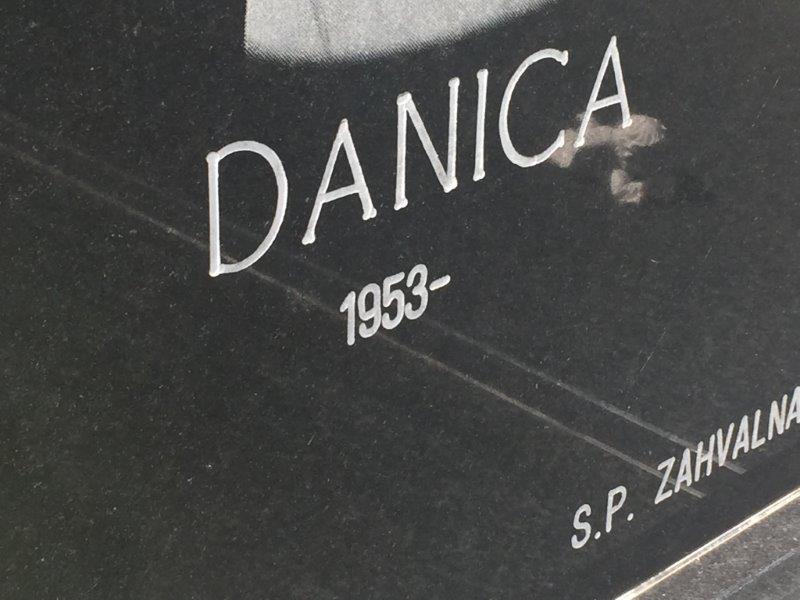 DANICA
1953-
S.P. ZAHVALNA